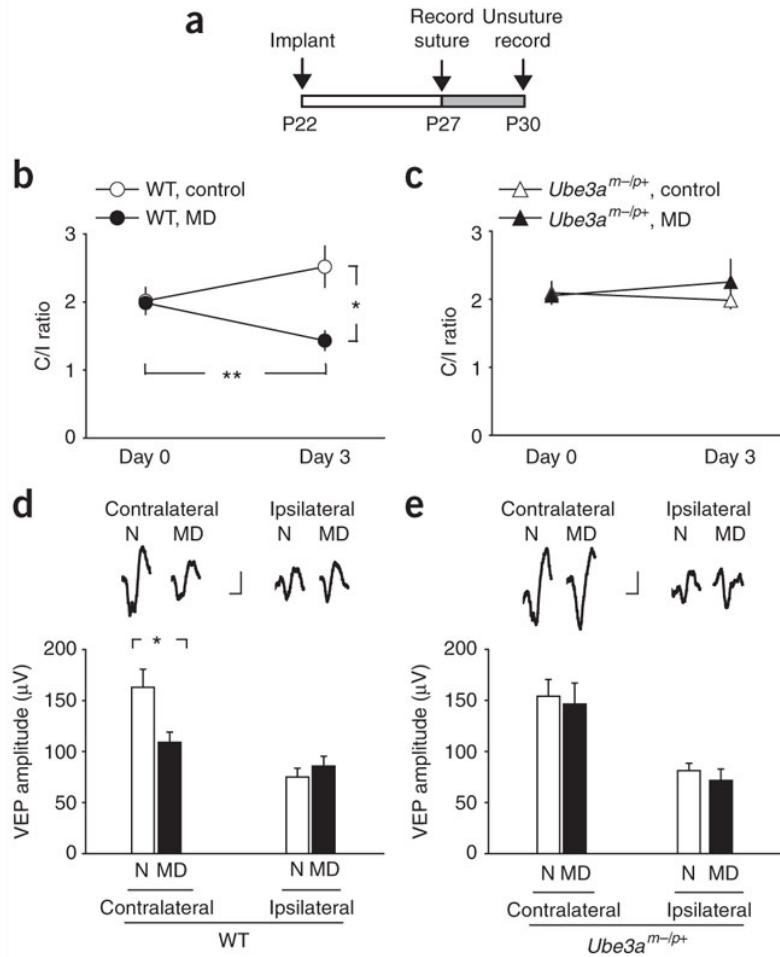 a
Implant
Record
suture
Unsuture
record
P22
P27
P30
b
WT, control
WT, MD
3
2
1
0
C/I ratio
*
**
Day 0
Day 3
c
Ube3a m–/p+, control
Ube3a m–/p+, MD
3
2
1
0
C/I ratio
Day 0
Day 3
d
Contralateral
N MD
Ipsilateral
N MD
200
150
100
50
0
VEP amplitude (µV)
*
N MD
N MD
Contralateral
Ipsilateral
WT
e
Contralateral
N MD
Ipsilateral
N MD
200
150
100
50
0
VEP amplitude (µV)
N MD
N MD
Contralateral
Ipsilateral
Ube3a m–/p+